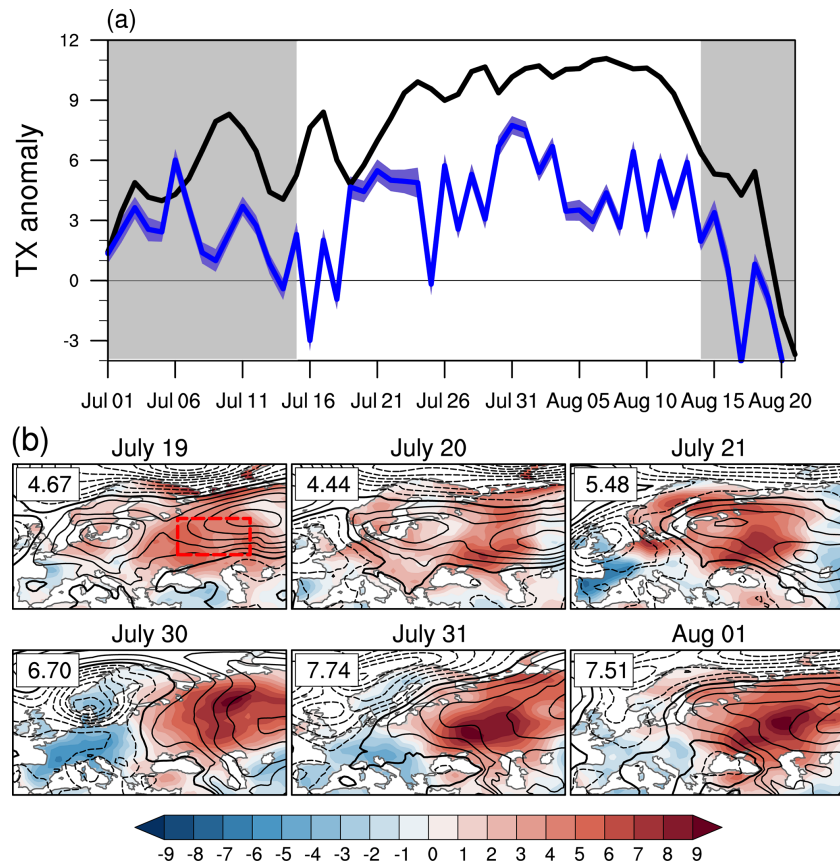 (a)
TX anomaly
12
9
6
3
0
-3
Jul 01 Jul 06 Jul 11 Jul 16 Jul 21 Jul 26 Jul 31 Aug 05 Aug 10 Aug 15 Aug 20
(b)
July 19 July 20 July 21
4.67 4.44 5.48
July 30 July 31 Aug 01
6.70 7.74 7.51
-9 -8 -7 -6 -5 -4 -3 -2 -1 0 1 2 3 4 5 6 7 8 9